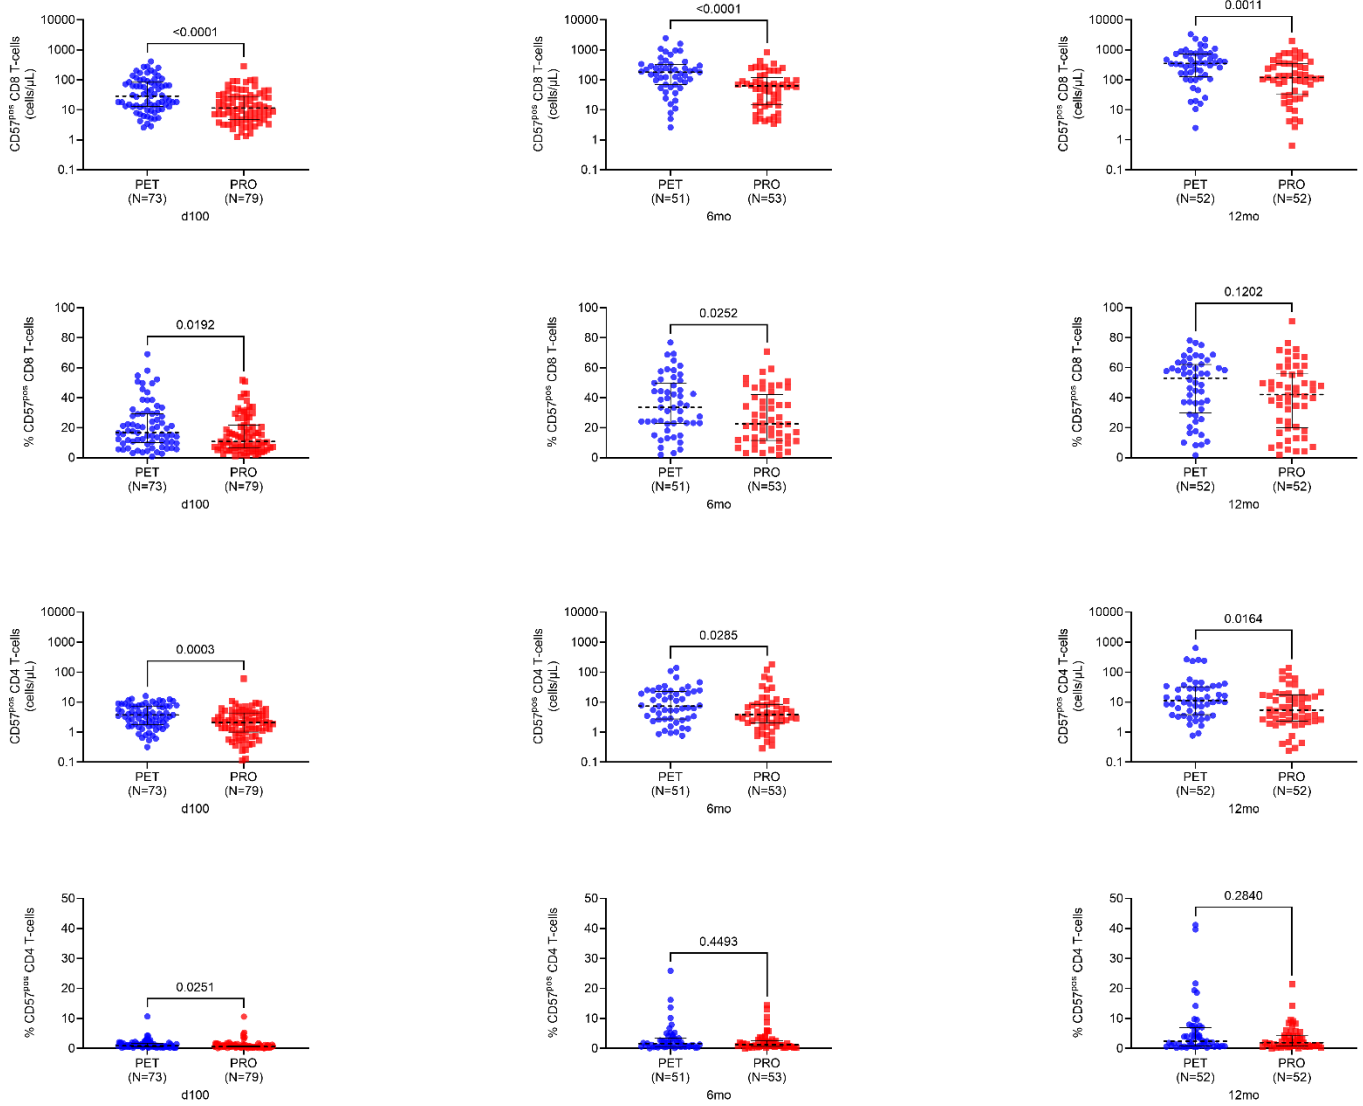 <0.0001
10000
1000
100
10
1
0.1
CD57pos CD8 T-cells
(cells/µL)
PET
(N=73)
PRO
(N=79)
d100
<0.0001
10000
1000
100
10
1
0.1
CD57pos CD8 T-cells
(cells/µL)
PET
(N=51)
PRO
(N=53)
6mo
0.0011
10000
1000
100
10
1
0.1
CD57pos CD8 T-cells
(cells/µL)
PET
(N=52)
PRO
(N=52)
12mo
0.0192
100
80
60
40
20
0
% CD57pos CD8 T-cells
PET
(N=73)
PRO
(N=79)
d100
0.0252
100
80
60
40
20
0
% CD57pos CD8 T-cells
PET
(N=51)
PRO
(N=53)
6mo
0.1202
100
80
60
40
20
0
% CD57pos CD8 T-cells
PET
(N=52)
PRO
(N=52)
12mo
0.0003
10000
1000
100
10
1
0.1
CD57pos CD4 T-cells
(cells/µL)
PET
(N=73)
PRO
(N=79)
d100
0.0285
10000
1000
100
10
1
0.1
CD57pos CD4 T-cells
(cells/µL)
PET
(N=51)
PRO
(N=53)
6mo
0.0164
10000
1000
100
10
1
0.1
CD57pos CD4 T-cells
(cells/µL)
PET
(N=52)
PRO
(N=52)
12mo
0.0251
50
40
30
20
10
0
% CD57pos CD4 T-cells
PET
(N=73)
PRO
(N=79)
d100
0.4493
50
40
30
20
10
0
% CD57pos CD4 T-cells
PET
(N=51)
PRO
(N=53)
6mo
0.2840
50
40
30
20
10
0
% CD57pos CD4 T-cells
PET
(N=52)
PRO
(N=52)
12mo